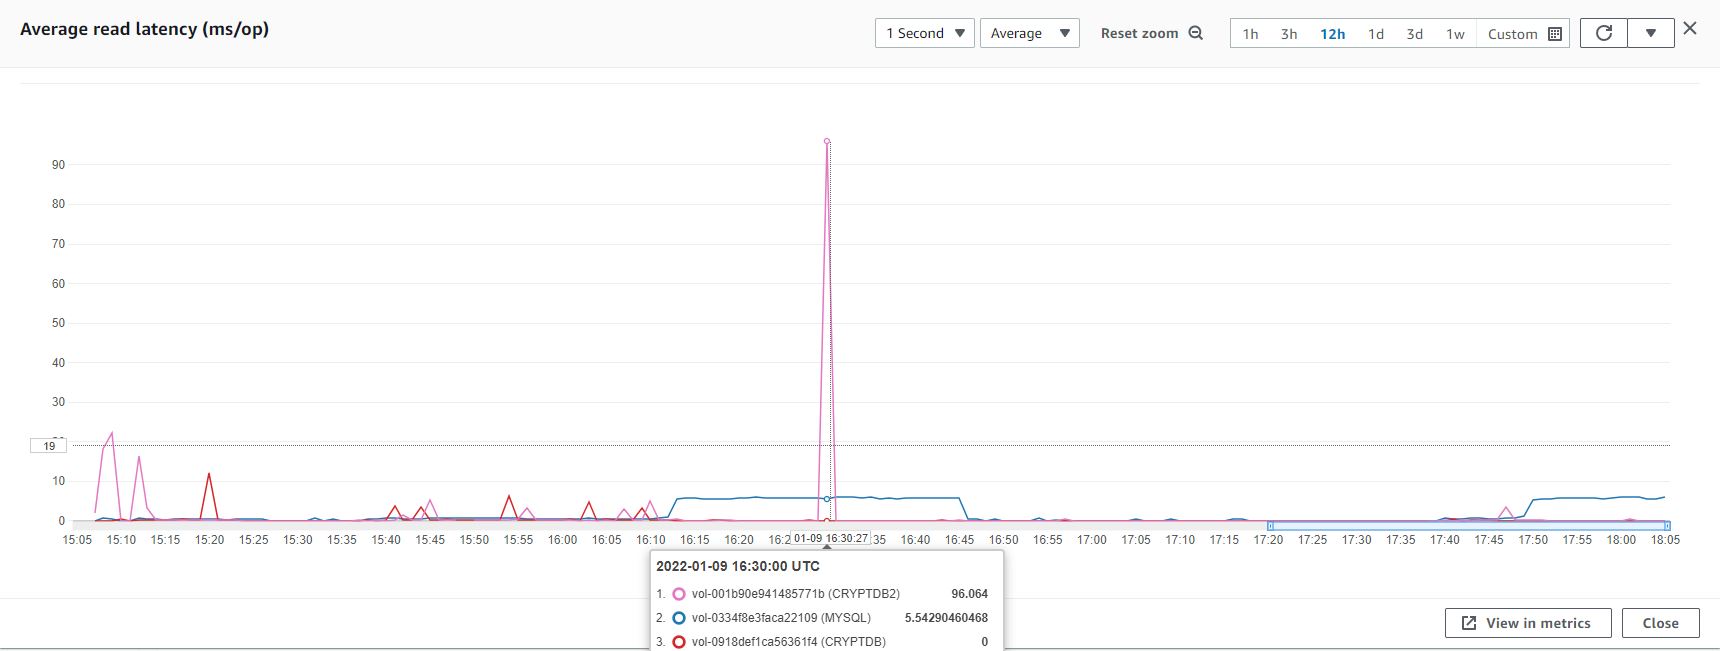 Average read latency (ms/op)
1 Second
Average
Reset zoom
1h 3h 12h 1d 3d 1w Custom
90
80
70
60
50
40
30
19
10
0
15:05 15:10 15:15 15:20 15:25 15:30 15:35 15:40 15:45 15:50 15:55 16:00 16:05 16:10 16:15 16:20 01-09 16:30:27 16:40 16:45 16:50 16:55 17:00 17:05 17:10 17:15 17:20 17:25 17:30 17:35 17:40 17:45 17:50 17:55 18:00 18:05
2022-01-09 16:30:00 UTC
1. vol-001b90e941485771b (CRYPTDB2) 96.064
2. vol-0334f8e3faca22109 (MYSQL) 5.54290460468
3. vol-0918def1ca56361f4 (CRYPTDB) 0
View in metrics
Close